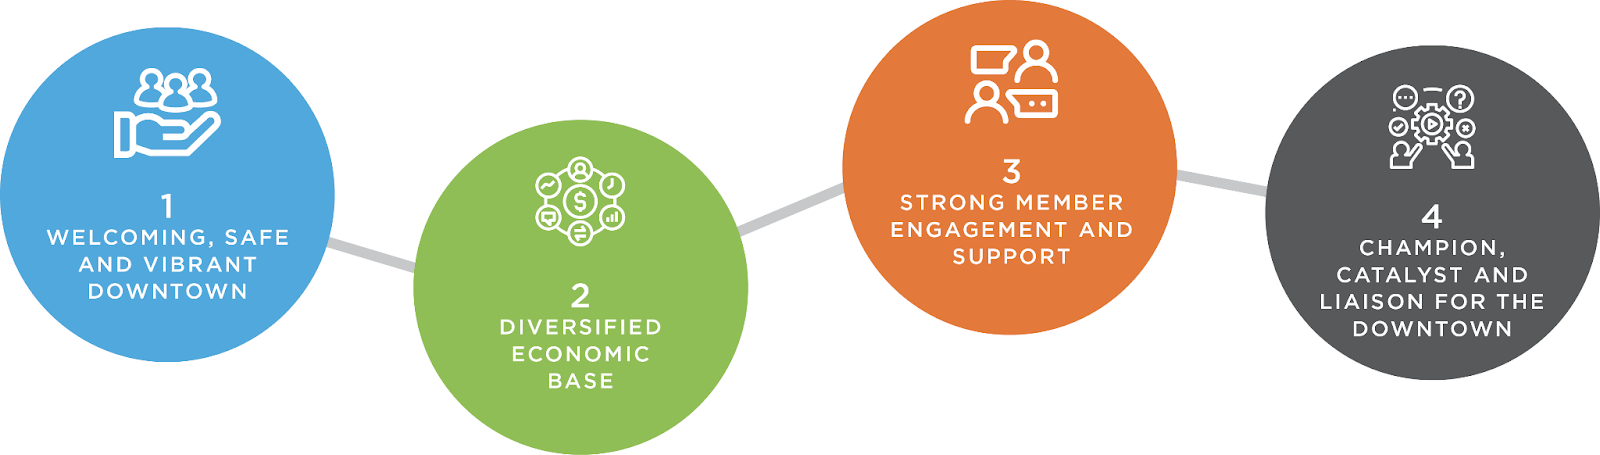 1
WELCOMING, SAFE
AND VIBRANT
DOWNTOWN
2
DIVERSIFIED
ECONOMIC
BASE
3
STRONG MEMBER
ENGAGEMENT AND
SUPPORT
4
CHAMPION,
CATALYST AND
LIAISON FOR THE
DOWNTOWN